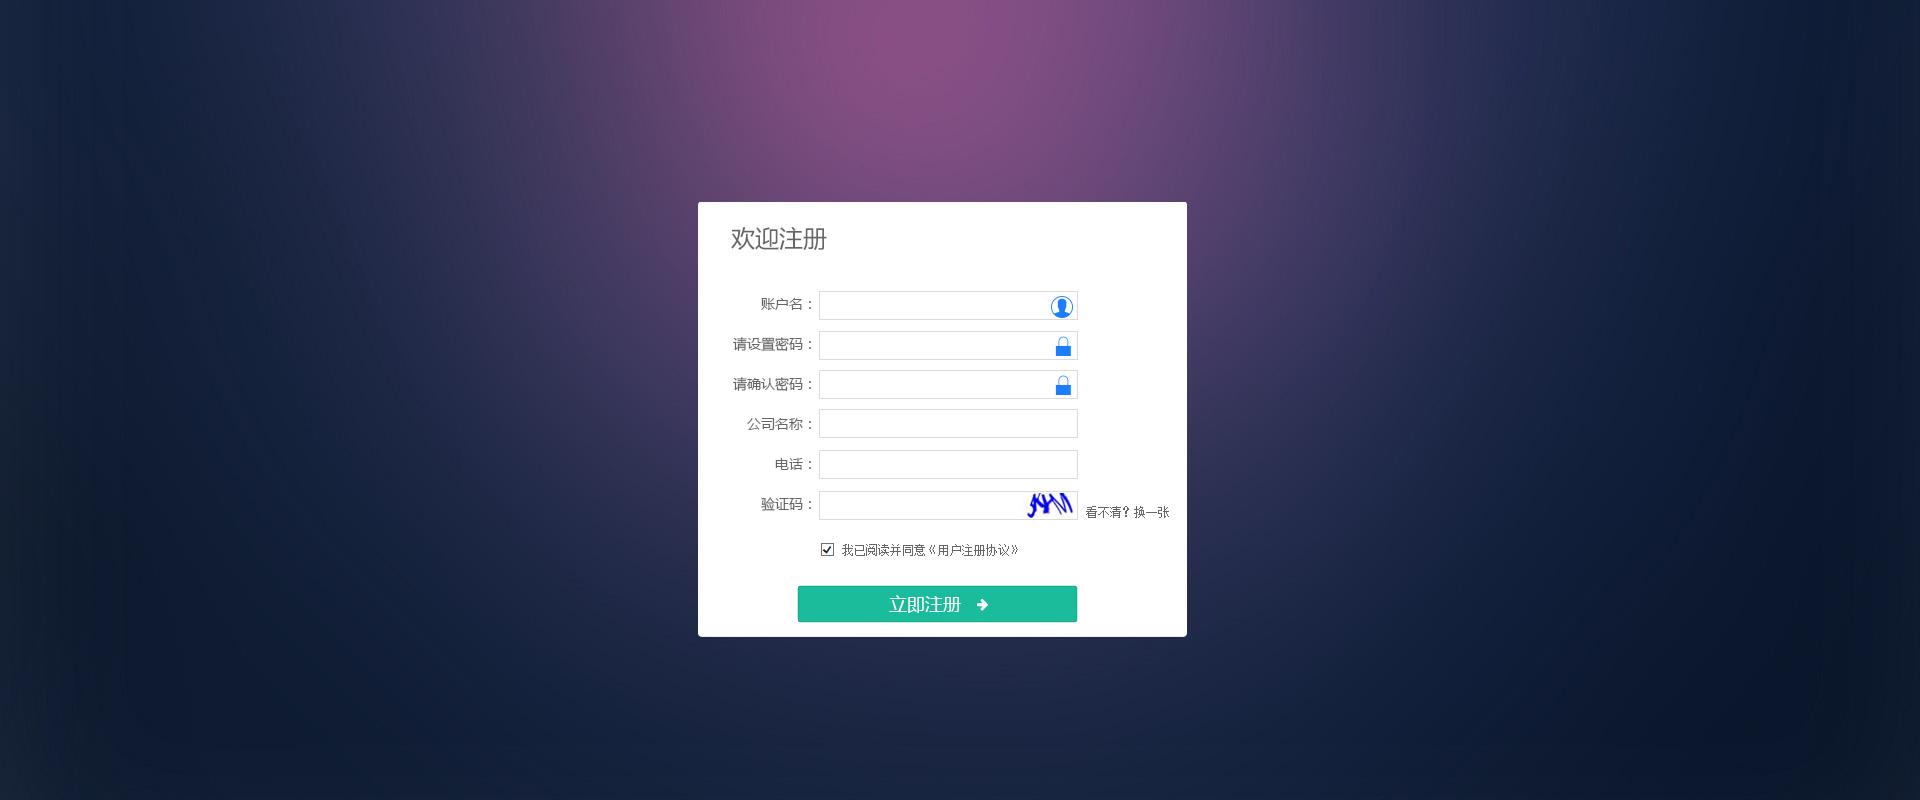 欢迎注册
账户名：
请设置密码：
请确认密码：
公司名称：
电话：
验证码：
看不清？换一张
我已阅读并同意《用户注册协议》
立即注册